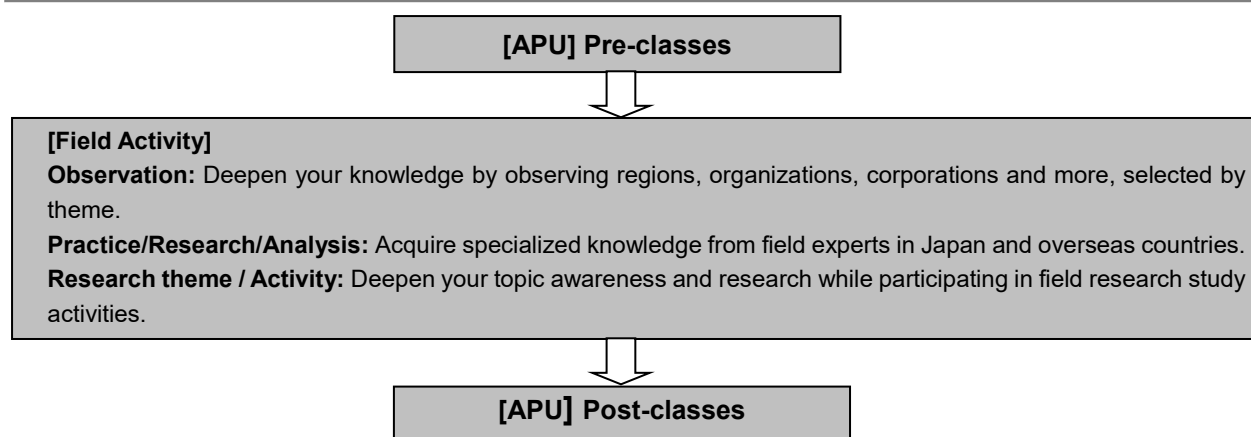 [APU] Pre-classes
[Field Activity]
Observation: Deepen your knowledge by observing regions, organizations, corporations and more, selected by
theme.
Practice/Research/Analysis: Acquire specialized knowledge from field experts in Japan and overseas countries.
Research theme / Activity: Deepen your topic awareness and research while participating in field research study
activities.
[APU] Post-classes